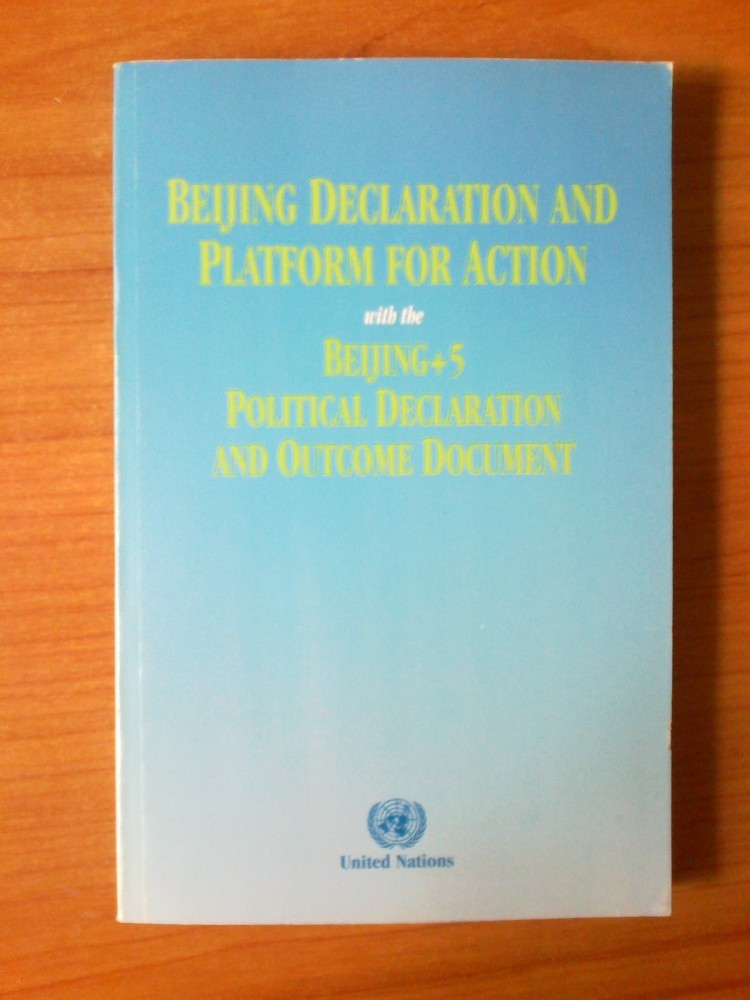 BEIJING DECLARATION AND
PLATFORM FOR ACTION
with the
BEIJING+5
POLITICAL DECLARATION
AND OUTCOME DOCUMENT
United Nations